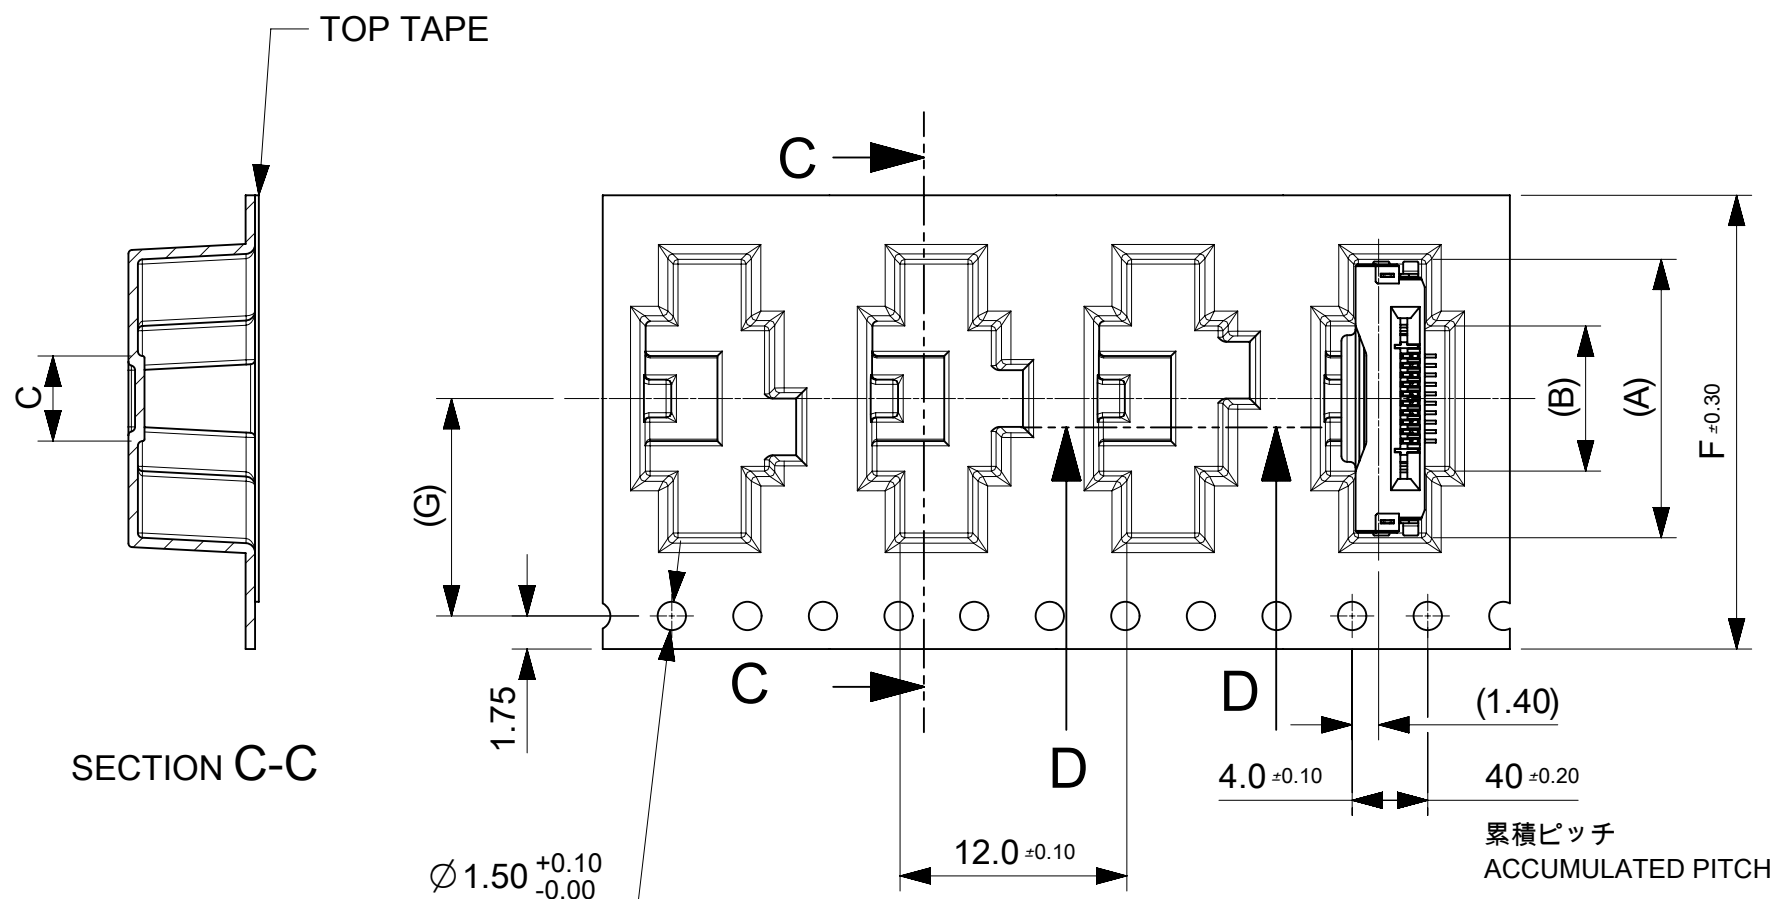 TOP TAPE
C
C
(G)
(B)
(A)
F ±0.30
1.75
C
D
D
(1.40)
SECTION C-C
4.0 ±0.10
40 ±0.20
累積ピッチ
ACCUMULATED PITCH
12.0 ±0.10
∅1.50 +0.10
-0.00